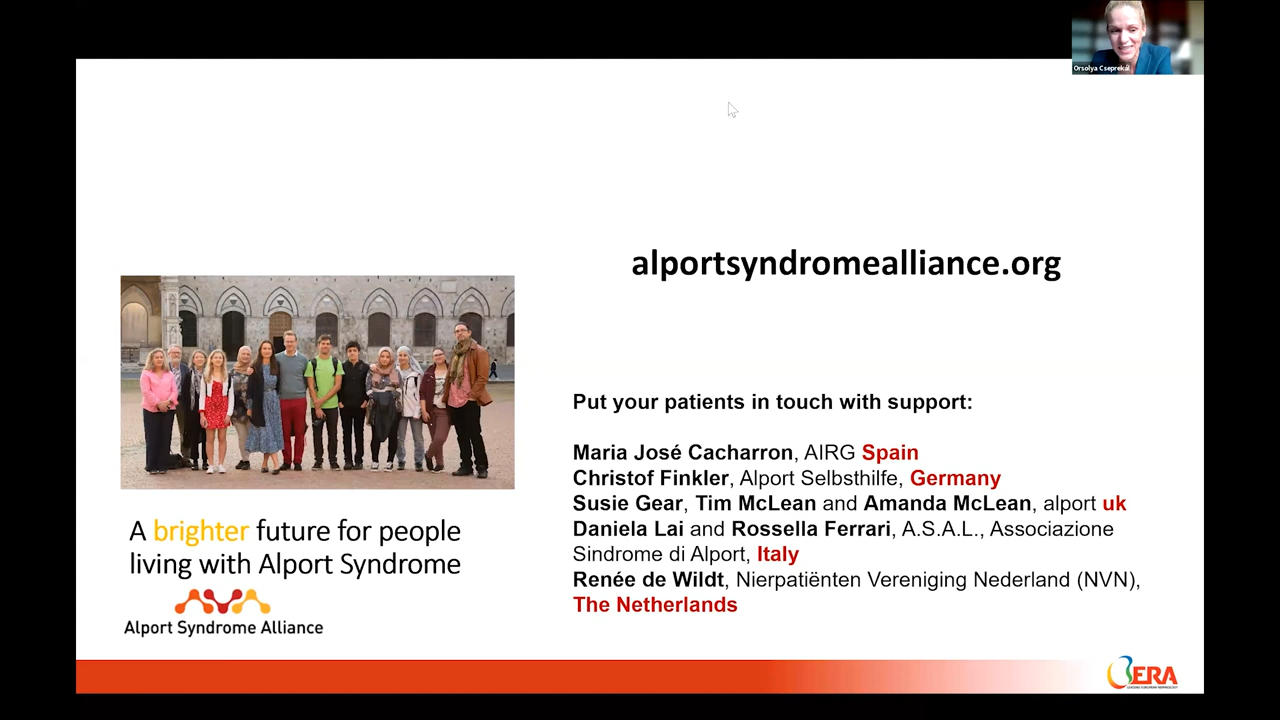 Orsolya Cseprekál
alportsyndromealliance.org
Put your patients in touch with support:
Maria José Cacharron, AIRG Spain
Christof Finkler, Alport Selbsthilfe, Germany
Susie Gear, Tim McLean and Amanda McLean, alport uk
Daniela Lai and Rossella Ferrari, A.S.A.L., Associazione
Sindrome di Alport, Italy
Renée de Wildt, Nierpatiënten Vereniging Nederland (NVN),
The Netherlands
A brighter future for people
living with Alport Syndrome
Alport Syndrome Alliance
ERA